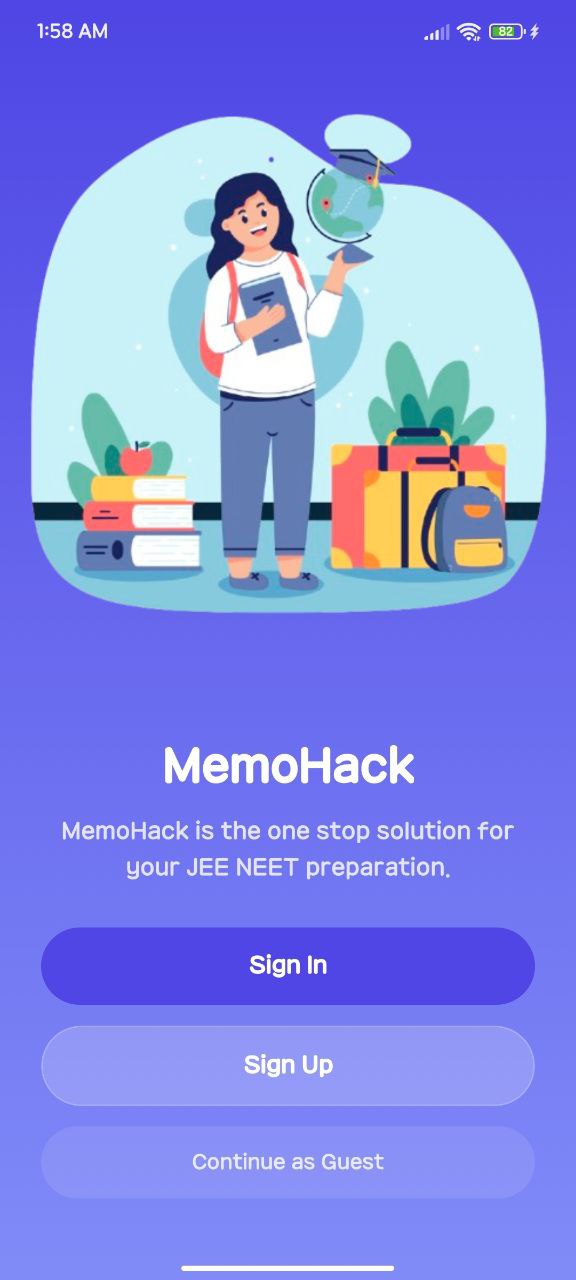 1:58 AM
82
MemoHack
MemoHack is the one stop solution for
your JEE NEET preparation.
Sign In
Sign Up
Continue as Guest